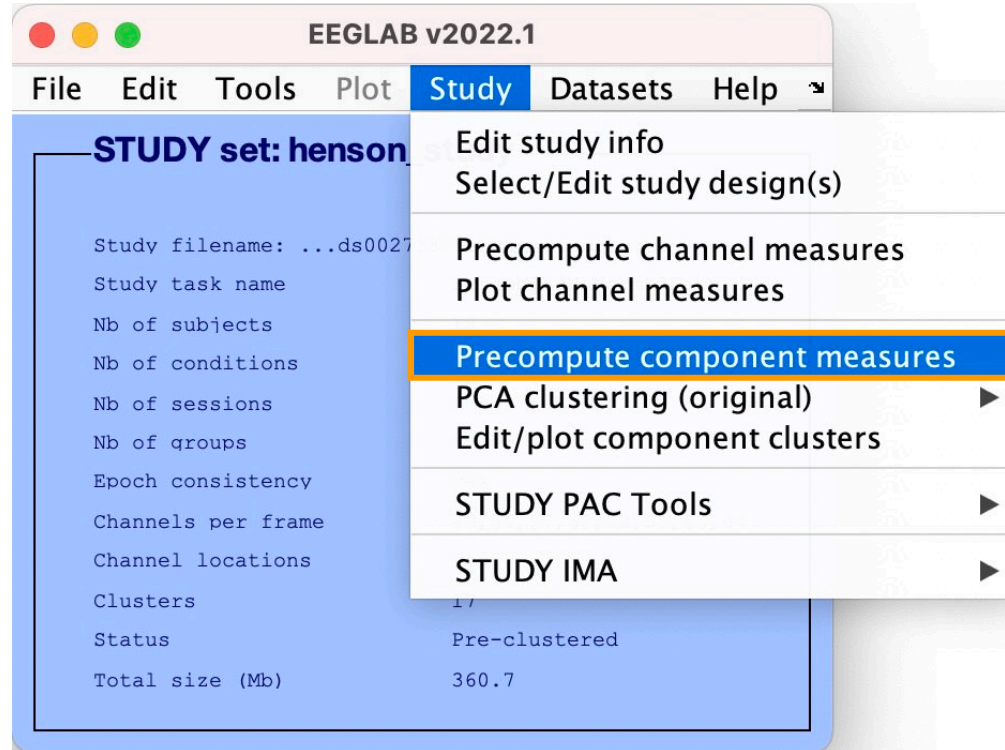 EEGLAB v2022.1
File Edit Tools Plot Study Datasets Help
STUDY set: henson_
Study filename: ...ds0027
Study task name
Nb of subjects
Nb of conditions
Nb of sessions
Nb of groups
Epoch consistency
Channels per frame
Channel locations
Clusters 17
Status Pre-clustered
Total size (Mb) 360.7
Edit study info
Select/Edit study design(s)
Precompute channel measures
Plot channel measures
Precompute component measures
PCA clustering (original)
Edit/plot component clusters
STUDY PAC Tools
STUDY IMA